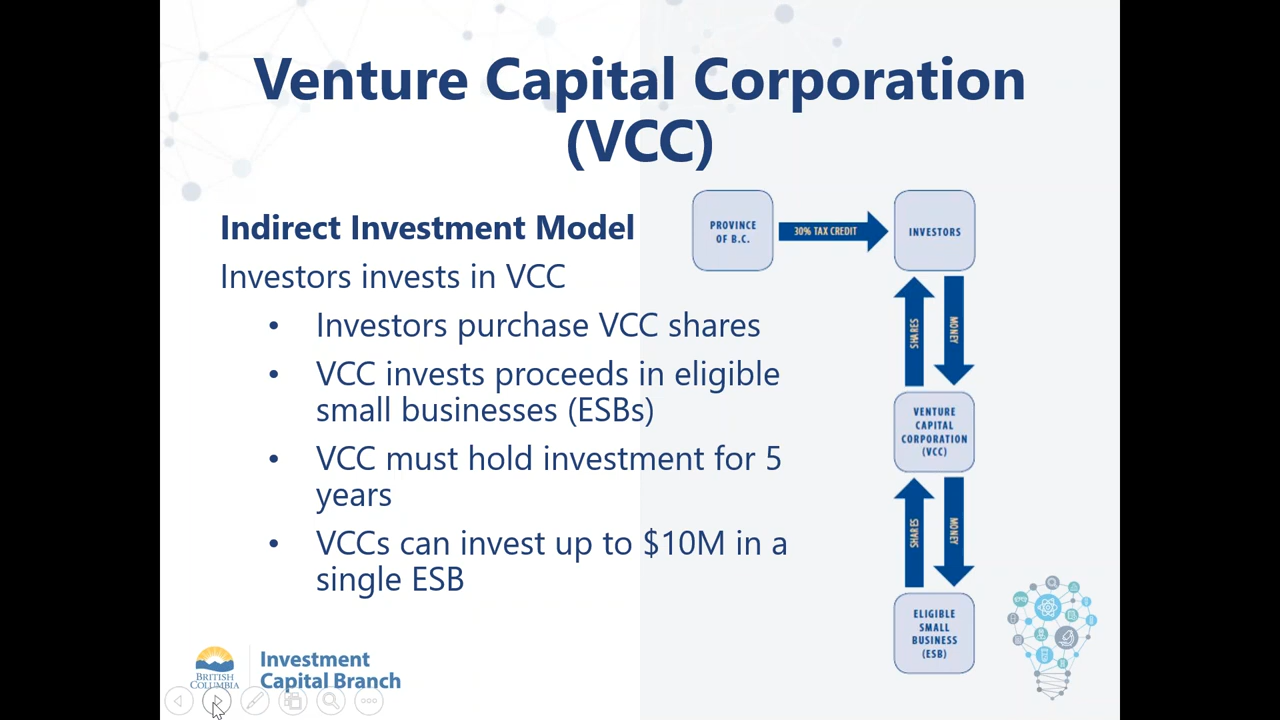 Venture Capital Corporation
(VCC)
Indirect Investment Model
Investors invests in VCC
• Investors purchase VCC shares
• VCC invests proceeds in eligible
small businesses (ESBs)
• VCC must hold investment for 5
years
• VCCs can invest up to $10M in a
single ESB
PROVINCE
OF B.C.
30% TAX CREDIT
INVESTORS
SHARES
MONEY
VENTURE
CAPITAL
CORPORATION
(VCC)
SHARES
MONEY
ELIGIBLE
SMALL
BUSINESS
(ESB)
BRITISH
COLUMBIA
Investment
Capital Branch